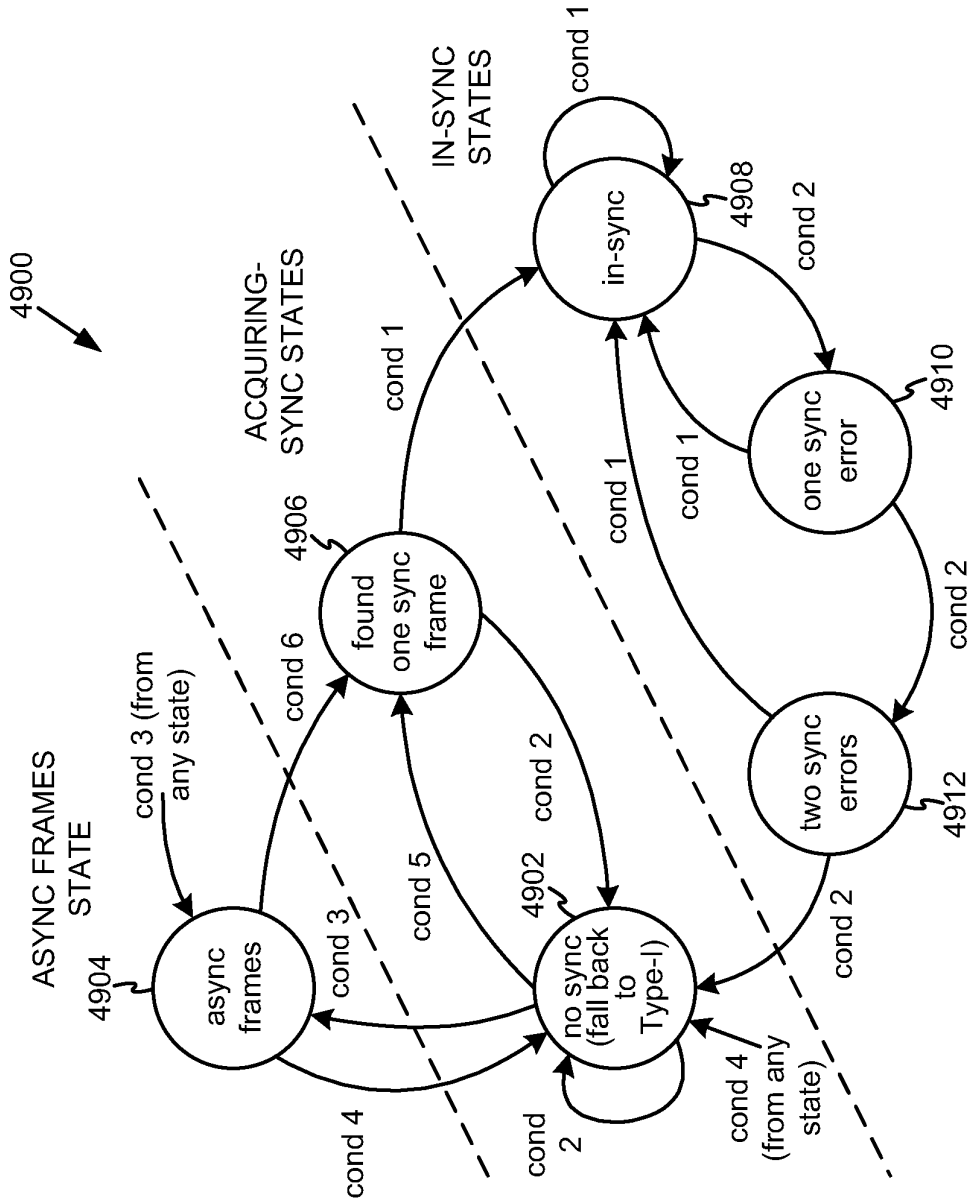 4900
ASYNC FRAMES
STATE
ACQUIRING-
SYNC STATES
IN-SYNC
STATES
4904
async
frames
cond 3 (from
any state)
cond 6
4906
found
one sync
frame
cond 1
cond 1
in-sync
4908
cond 4
cond 3
cond 5
cond 2
4902
no sync
(fall back
to
Type-I)
cond
2
cond 4
(from any
state)
cond 2
cond 1
cond 1
cond 2
one sync
error
4910
cond 2
two sync
errors
4912